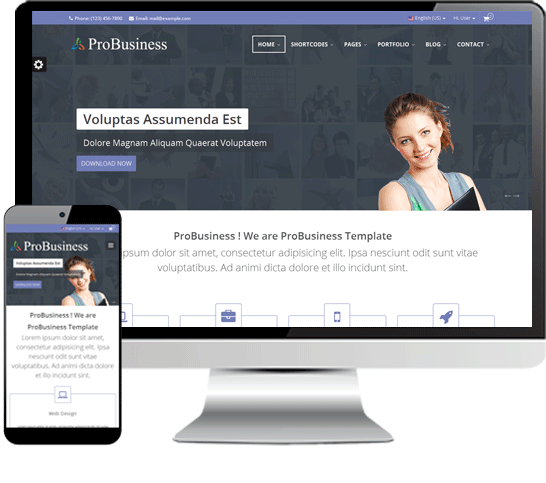 Phone: (123) 456-7890 Email: mail@example.com English (US) Hi, User 0
ProBusiness
HOME SHORTCODES PAGES PORTFOLIO BLOG CONTACT
Voluptas Assumenda Est
Dolore Magnam Aliquam Quaerat Voluptatem
DOWNLOAD NOW
ProBusiness ! We are ProBusiness Template
ipsum dolor sit amet, consectetur adipisicing elit. Ipsa nesciunt odit sunt vitae
voluptatibus. Ad animi dicta dolore et illo incidunt sint.
ProBusiness
Voluptas Assumenda Est
Dolore Magnam Aliquam Quaerat Voluptatem
DOWNLOAD NOW
ProBusiness ! We are
ProBusiness Template
Lorem ipsum dolor sit amet,
consectetur adipisicing elit.
Ipsa nesciunt odit sunt vitae
voluptatibus. Ad animi dicta
dolore et illo incidunt sint.
Web Design